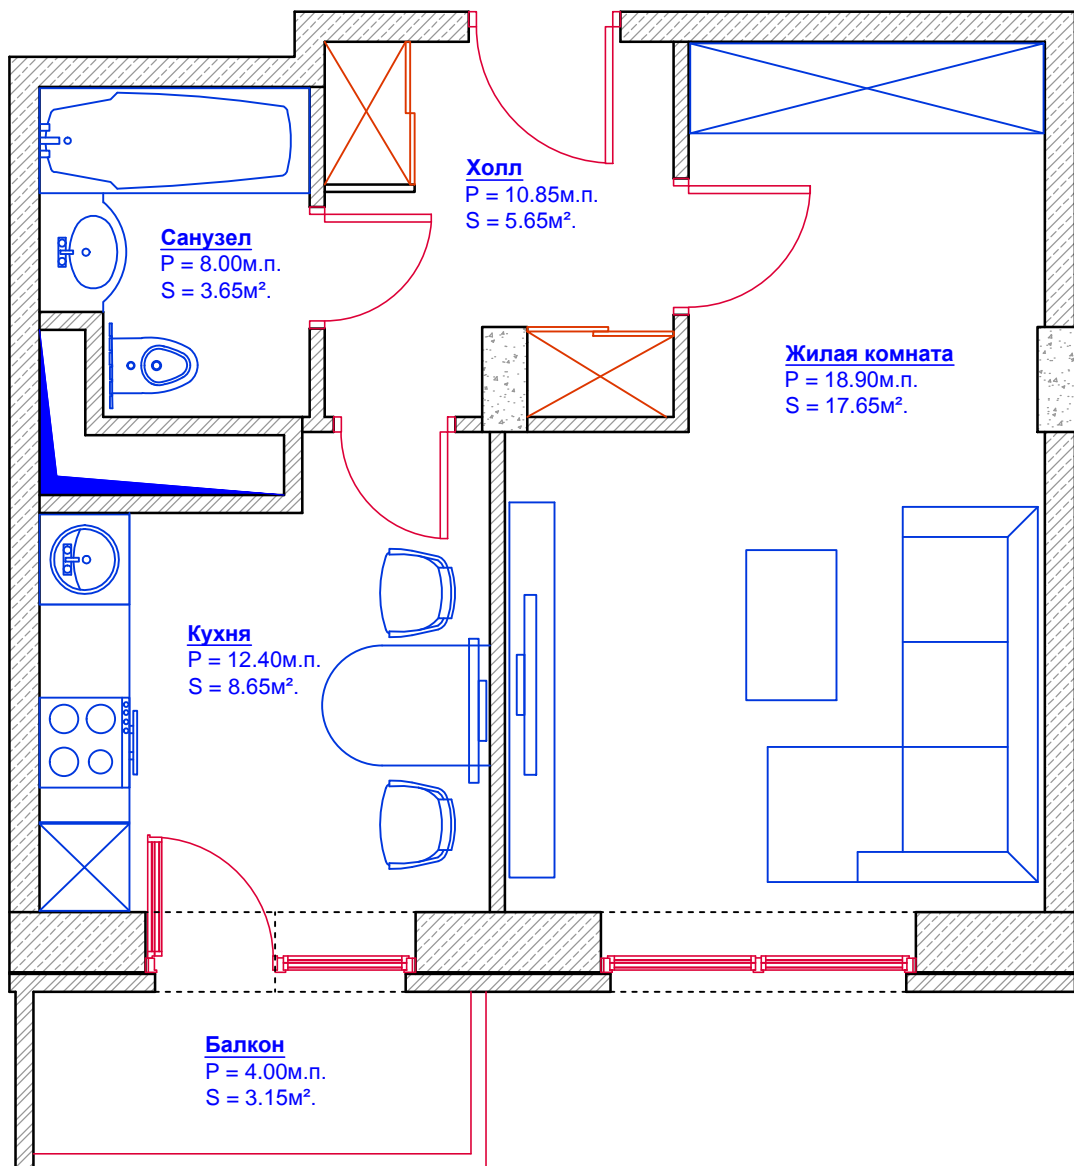 Холл
P = 10.85м.п.
S = 5.65м².
Санузел
P = 8.00м.п.
S = 3.65м².
Жилая комната
P = 18.90м.п.
S = 17.65м².
Кухня
P = 12.40м.п.
S = 8.65м².
Балкон
P = 4.00м.п.
S = 3.15м².